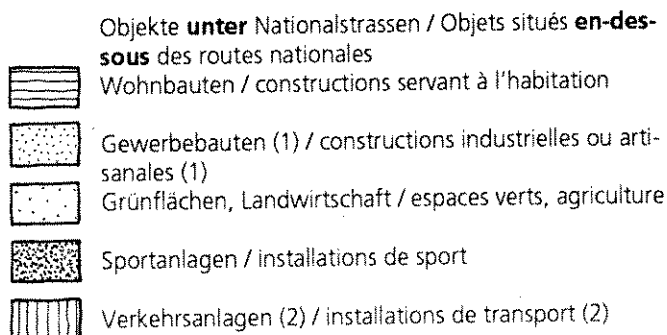 Objekte unter Nationalstrassen / Objets situés en-des-
sous des routes nationales
Wohnbauten / constructions servant à l'habitation
Gewerbebauten (1) / constructions industrielles ou arti-
sanales (1)
Grünflächen, Landwirtschaft / espaces verts, agriculture
Sportanlagen / installations de sport
Verkehrsanlagen (2) / installations de transport (2)